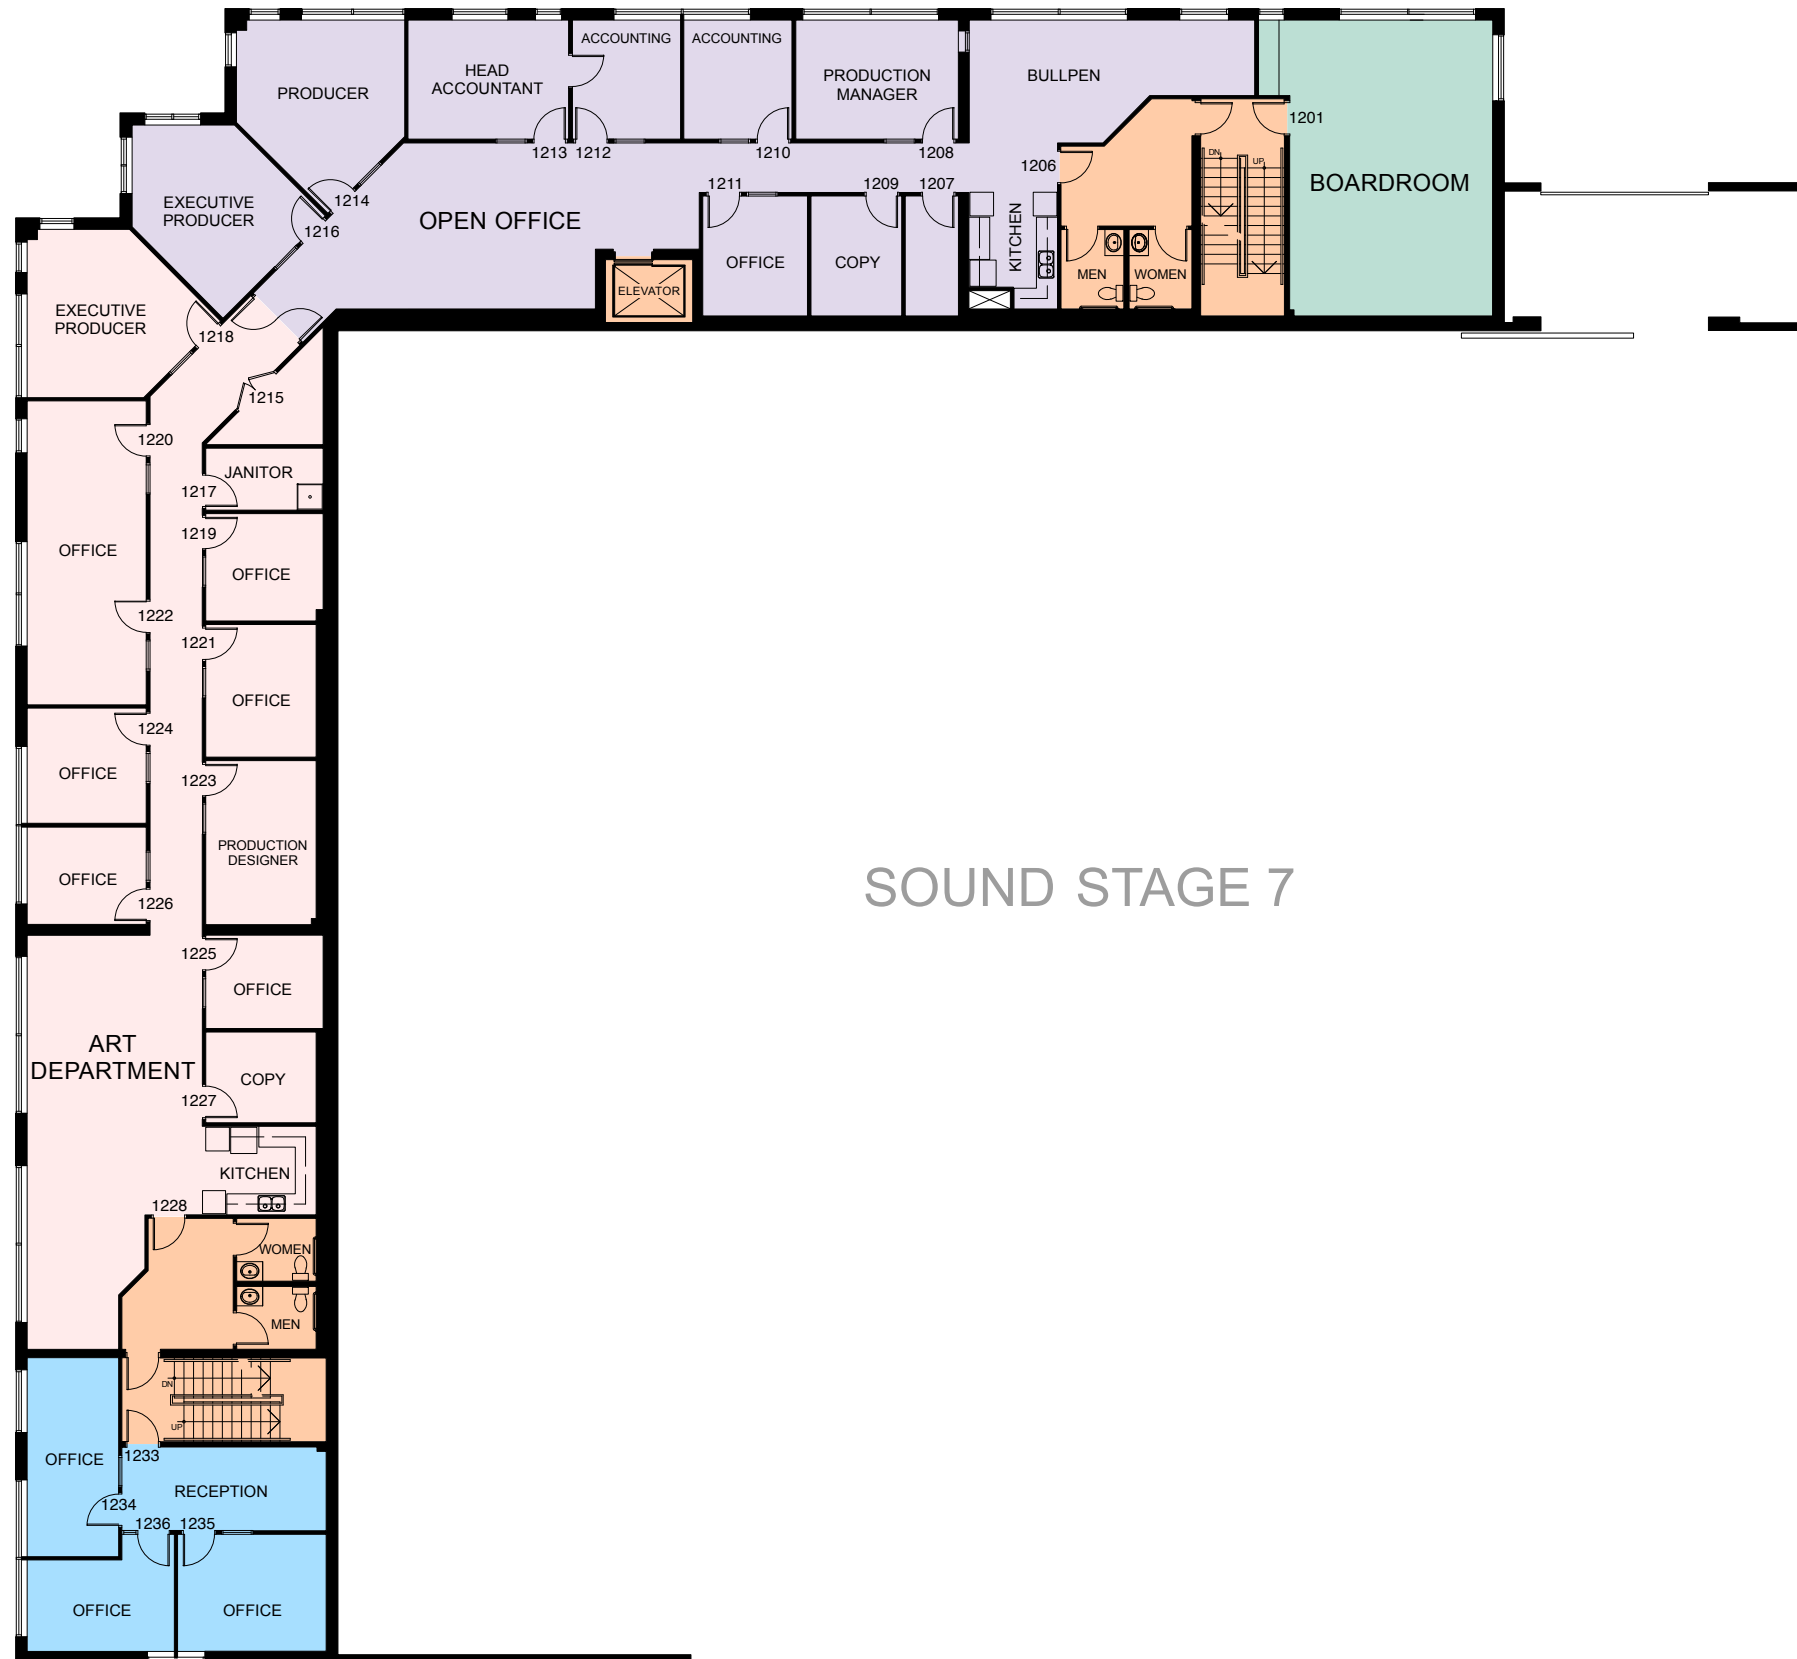 ACCOUNTING
ACCOUNTING
HEAD
ACCOUNTANT
PRODUCTION
MANAGER
BULLPEN
PRODUCER
1201
1213
1212
1210
1208
1206
DN
UP
BOARDROOM
1211
1209
1207
1214
EXECUTIVE
PRODUCER
1216
OPEN OFFICE
KITCHEN
OFFICE
COPY
MEN
WOMEN
ELEVATOR
EXECUTIVE
PRODUCER
1218
1215
1220
JANITOR
1217
1219
OFFICE
OFFICE
1222
1221
OFFICE
1224
OFFICE
1223
PRODUCTION
DESIGNER
OFFICE
1226
SOUND STAGE 7
1225
OFFICE
ART
DEPARTMENT
COPY
1227
KITCHEN
1228
WOMEN
MEN
DN
UP
1233
OFFICE
RECEPTION
1234
1236
1235
OFFICE
OFFICE